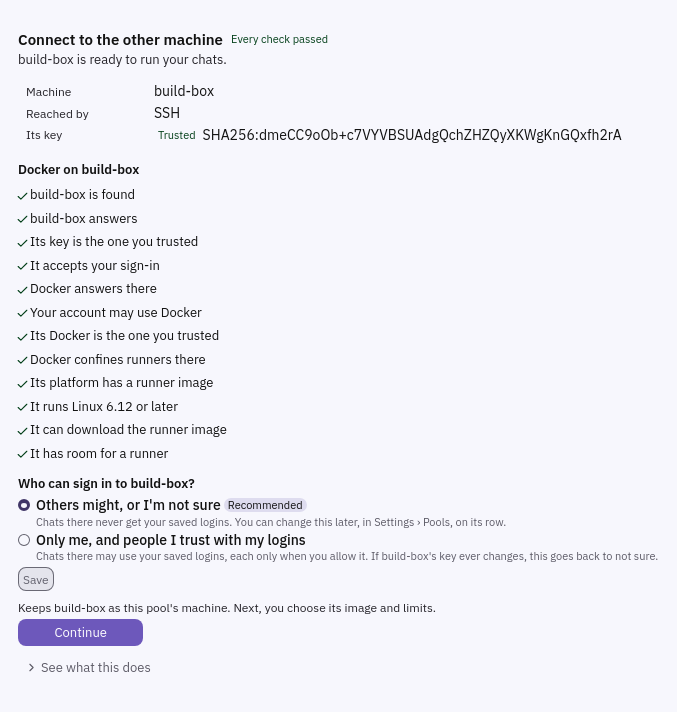 Connect to the other machine Every check passed
build-box is ready to run your chats.
Machine build-box
Reached by SSH
Its key Trusted SHA256:dmeCC9oOb+c7VYVBSUAdgQchZHZQyXKWgKnGQxfh2rA
Docker on build-box
build-box is found
build-box answers
Its key is the one you trusted
It accepts your sign-in
Docker answers there
Your account may use Docker
Its Docker is the one you trusted
Docker confines runners there
Its platform has a runner image
It runs Linux 6.12 or later
It can download the runner image
It has room for a runner
Who can sign in to build-box?
Others might, or I'm not sure Recommended
Chats there never get your saved logins. You can change this later, in Settings › Pools, on its row.
Only me, and people I trust with my logins
Chats there may use your saved logins, each only when you allow it. If build-box's key ever changes, this goes back to not sure.
Save
Keeps build-box as this pool's machine. Next, you choose its image and limits.
Continue
See what this does